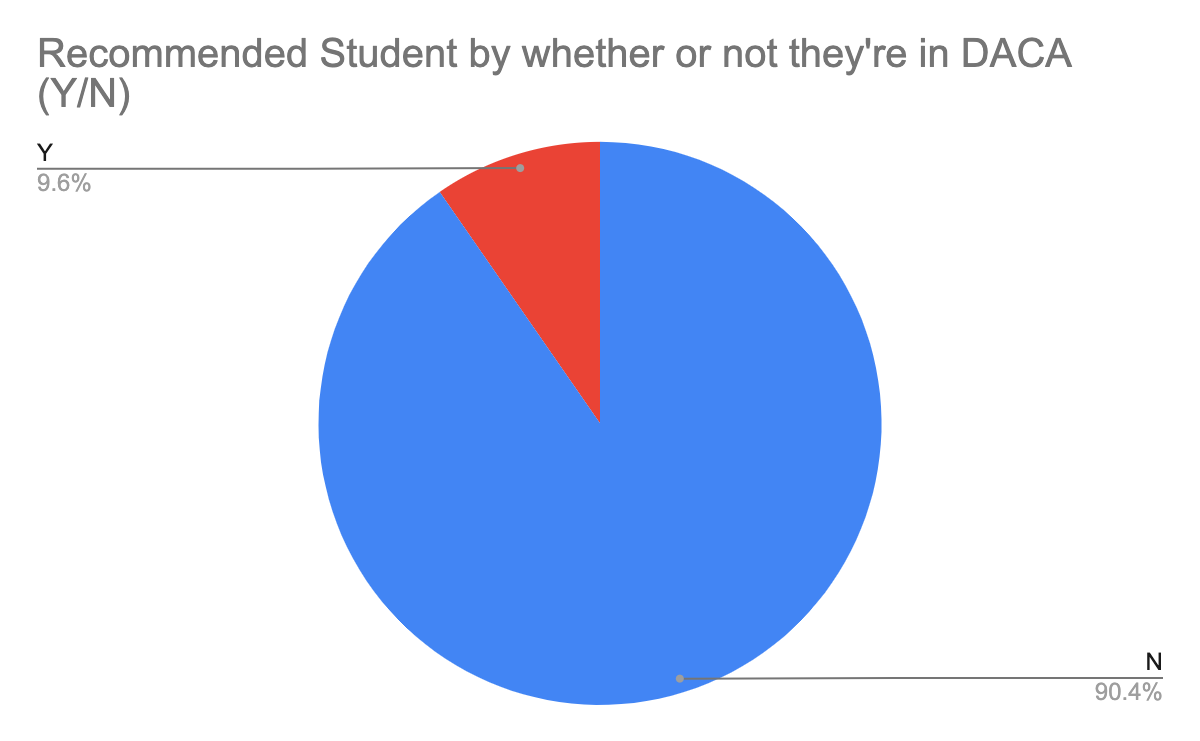 Recommended Student by whether or not they're in DACA
(Y/N)
Y
9.6%
N
90.4%